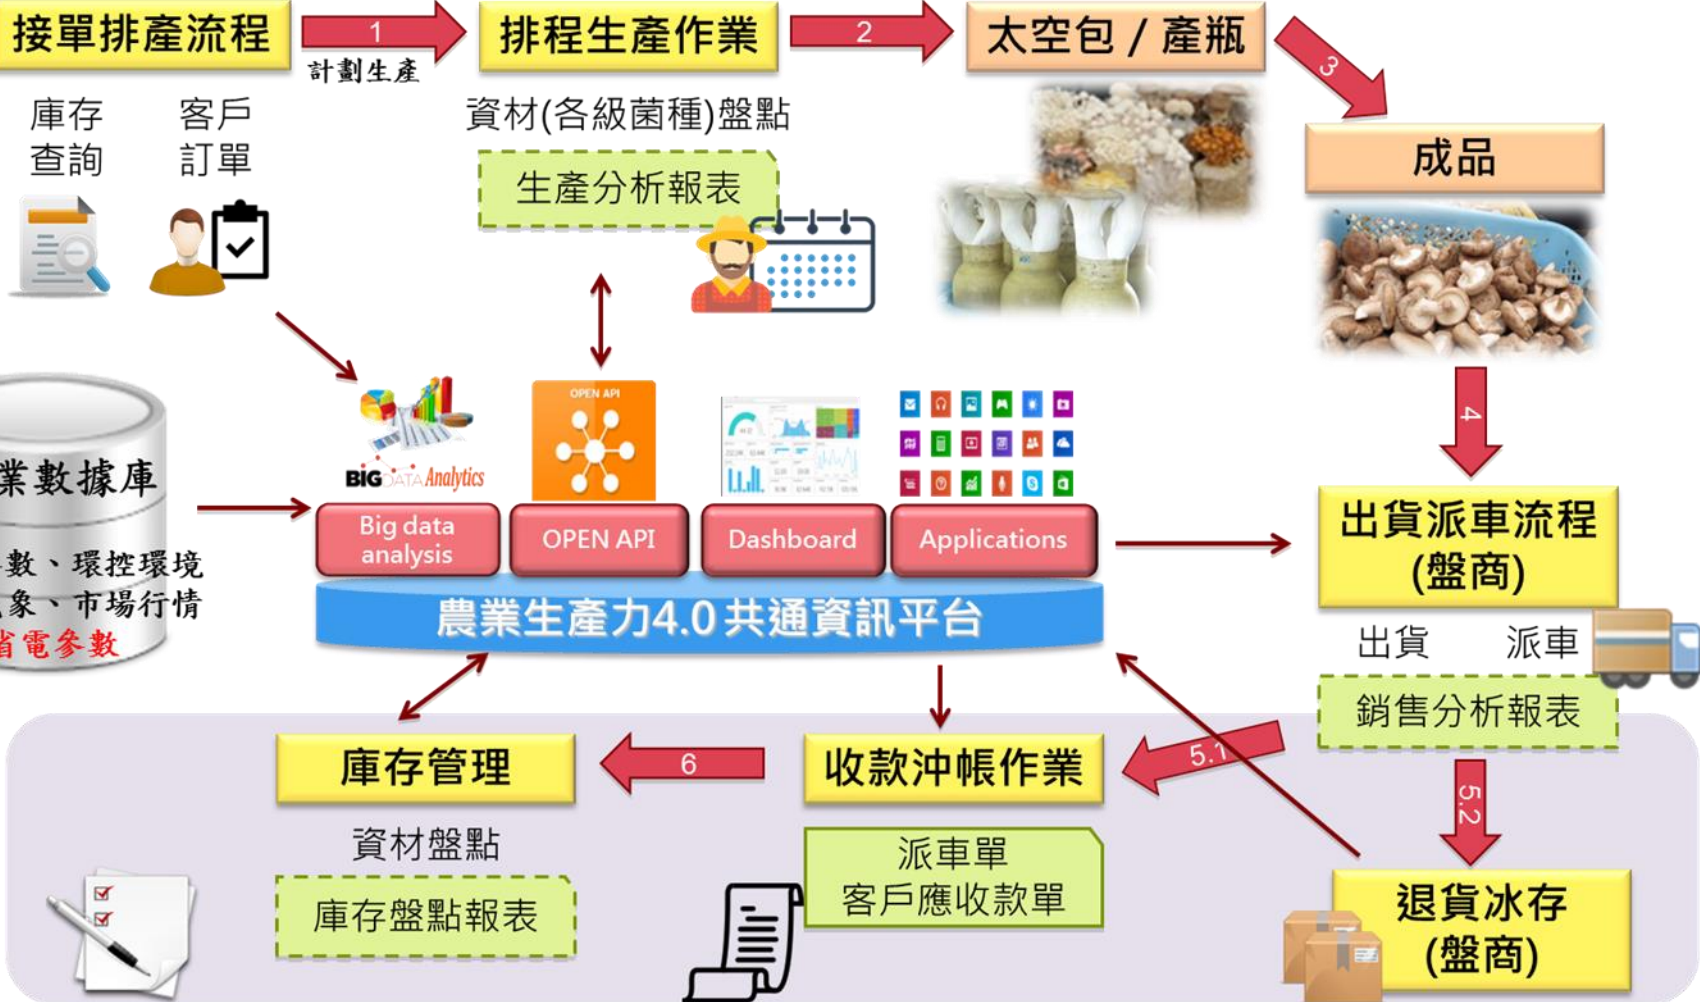 接單排產流程
1
計劃生產
排程生產作業
2
太空包 / 產瓶
3
庫存
查詢
客戶
訂單
資材(各級菌種)盤點
生產分析報表
成品
4
OPEN API
BIG DATA Analytics
業數據庫
數、環控環境
象、市場行情
省電參數
Big data
analysis
OPEN API
Dashboard
Applications
農業生產力4.0 共通資訊平台
出貨派車流程
(盤商)
出貨
派車
銷售分析報表
5.1
5.2
庫存管理
6
收款沖帳作業
資材盤點
庫存盤點報表
派車單
客戶應收款單
退貨冰存
(盤商)